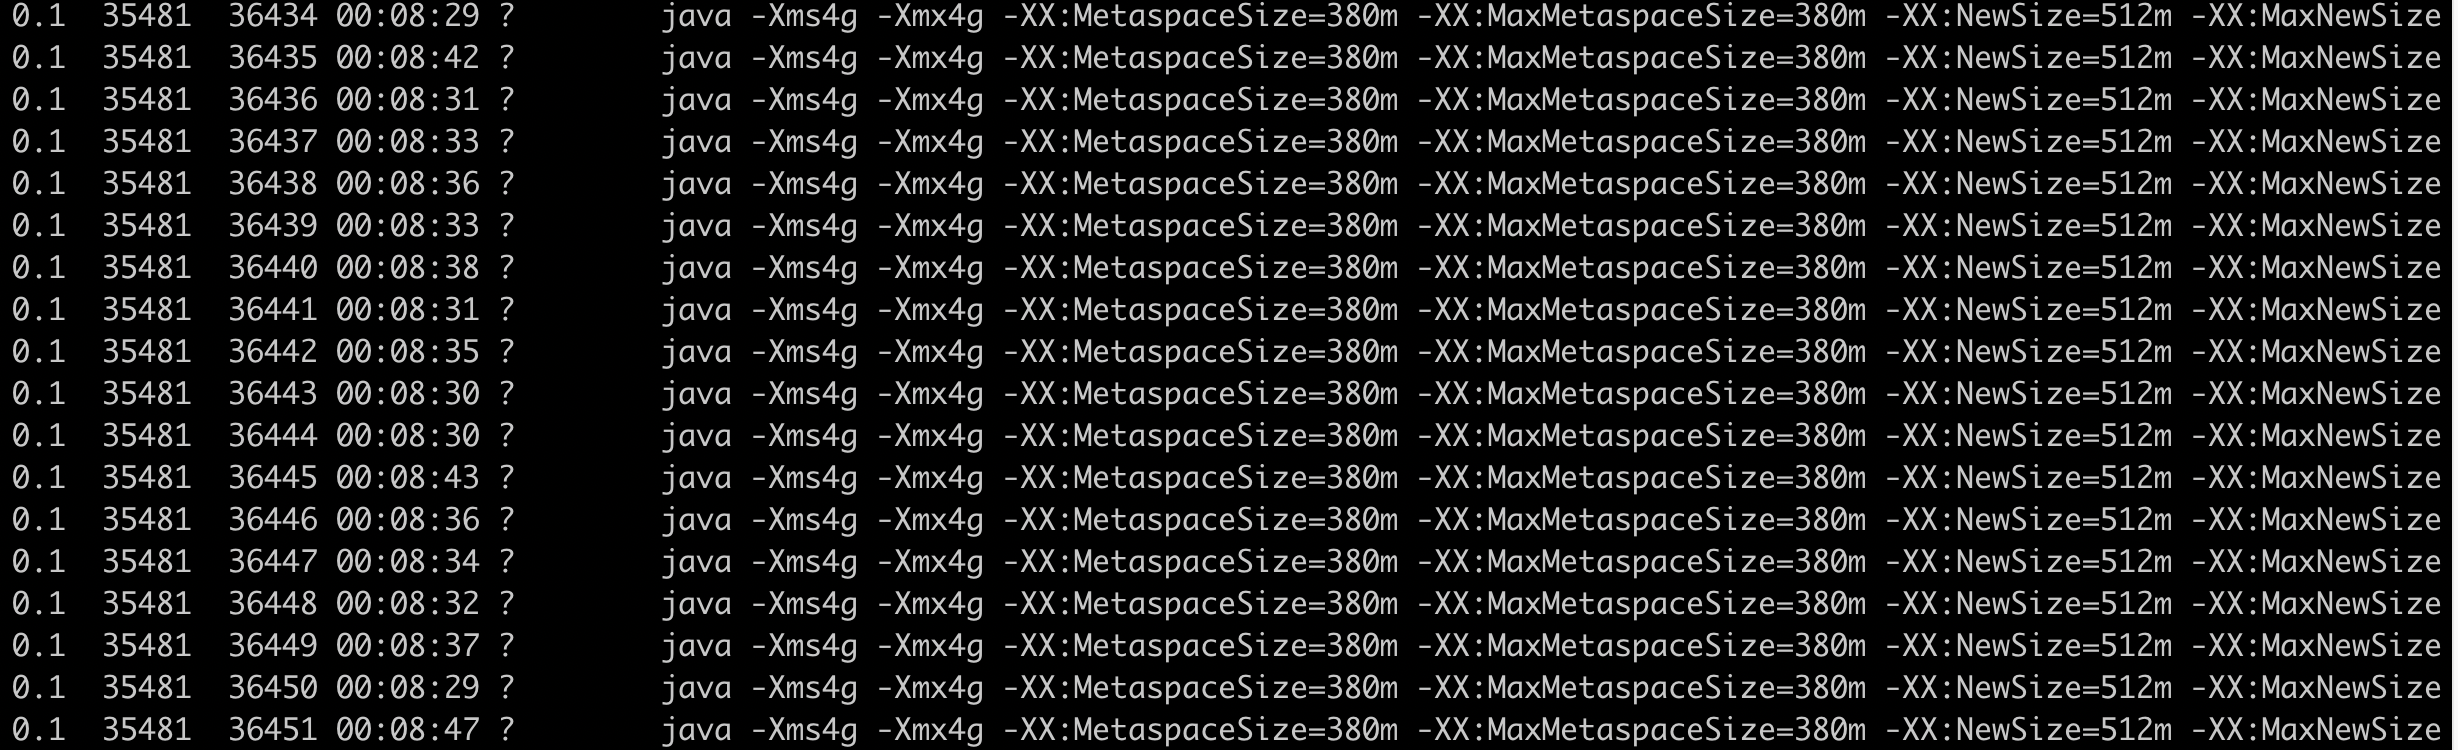 0.1  35481  36434 00:08:29 ?        java -Xms4g -Xmx4g -XX:MetaspaceSize=380m -XX:MaxMetaspaceSize=380m -XX:NewSize=512m -XX:MaxNewSize
0.1  35481  36435 00:08:42 ?        java -Xms4g -Xmx4g -XX:MetaspaceSize=380m -XX:MaxMetaspaceSize=380m -XX:NewSize=512m -XX:MaxNewSize
0.1  35481  36436 00:08:31 ?        java -Xms4g -Xmx4g -XX:MetaspaceSize=380m -XX:MaxMetaspaceSize=380m -XX:NewSize=512m -XX:MaxNewSize
0.1  35481  36437 00:08:33 ?        java -Xms4g -Xmx4g -XX:MetaspaceSize=380m -XX:MaxMetaspaceSize=380m -XX:NewSize=512m -XX:MaxNewSize
0.1  35481  36438 00:08:36 ?        java -Xms4g -Xmx4g -XX:MetaspaceSize=380m -XX:MaxMetaspaceSize=380m -XX:NewSize=512m -XX:MaxNewSize
0.1  35481  36439 00:08:33 ?        java -Xms4g -Xmx4g -XX:MetaspaceSize=380m -XX:MaxMetaspaceSize=380m -XX:NewSize=512m -XX:MaxNewSize
0.1  35481  36440 00:08:38 ?        java -Xms4g -Xmx4g -XX:MetaspaceSize=380m -XX:MaxMetaspaceSize=380m -XX:NewSize=512m -XX:MaxNewSize
0.1  35481  36441 00:08:31 ?        java -Xms4g -Xmx4g -XX:MetaspaceSize=380m -XX:MaxMetaspaceSize=380m -XX:NewSize=512m -XX:MaxNewSize
0.1  35481  36442 00:08:35 ?        java -Xms4g -Xmx4g -XX:MetaspaceSize=380m -XX:MaxMetaspaceSize=380m -XX:NewSize=512m -XX:MaxNewSize
0.1  35481  36443 00:08:30 ?        java -Xms4g -Xmx4g -XX:MetaspaceSize=380m -XX:MaxMetaspaceSize=380m -XX:NewSize=512m -XX:MaxNewSize
0.1  35481  36444 00:08:30 ?        java -Xms4g -Xmx4g -XX:MetaspaceSize=380m -XX:MaxMetaspaceSize=380m -XX:NewSize=512m -XX:MaxNewSize
0.1  35481  36445 00:08:43 ?        java -Xms4g -Xmx4g -XX:MetaspaceSize=380m -XX:MaxMetaspaceSize=380m -XX:NewSize=512m -XX:MaxNewSize
0.1  35481  36446 00:08:36 ?        java -Xms4g -Xmx4g -XX:MetaspaceSize=380m -XX:MaxMetaspaceSize=380m -XX:NewSize=512m -XX:MaxNewSize
0.1  35481  36447 00:08:34 ?        java -Xms4g -Xmx4g -XX:MetaspaceSize=380m -XX:MaxMetaspaceSize=380m -XX:NewSize=512m -XX:MaxNewSize
0.1  35481  36448 00:08:32 ?        java -Xms4g -Xmx4g -XX:MetaspaceSize=380m -XX:MaxMetaspaceSize=380m -XX:NewSize=512m -XX:MaxNewSize
0.1  35481  36449 00:08:37 ?        java -Xms4g -Xmx4g -XX:MetaspaceSize=380m -XX:MaxMetaspaceSize=380m -XX:NewSize=512m -XX:MaxNewSize
0.1  35481  36450 00:08:29 ?        java -Xms4g -Xmx4g -XX:MetaspaceSize=380m -XX:MaxMetaspaceSize=380m -XX:NewSize=512m -XX:MaxNewSize
0.1  35481  36451 00:08:47 ?        java -Xms4g -Xmx4g -XX:MetaspaceSize=380m -XX:MaxMetaspaceSize=380m -XX:NewSize=512m -XX:MaxNewSize